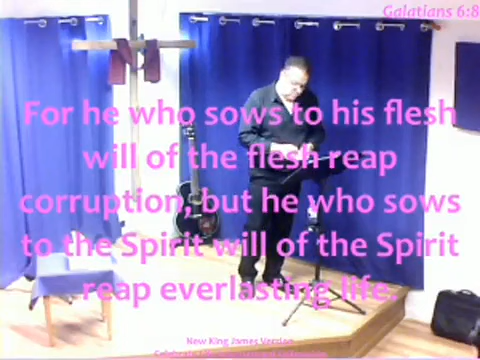 Galatians 6:8
For he who sows to his flesh
will of the flesh reap
corruption, but he who sows
to the Spirit will of the Spirit
reap everlasting life.
New King James Version